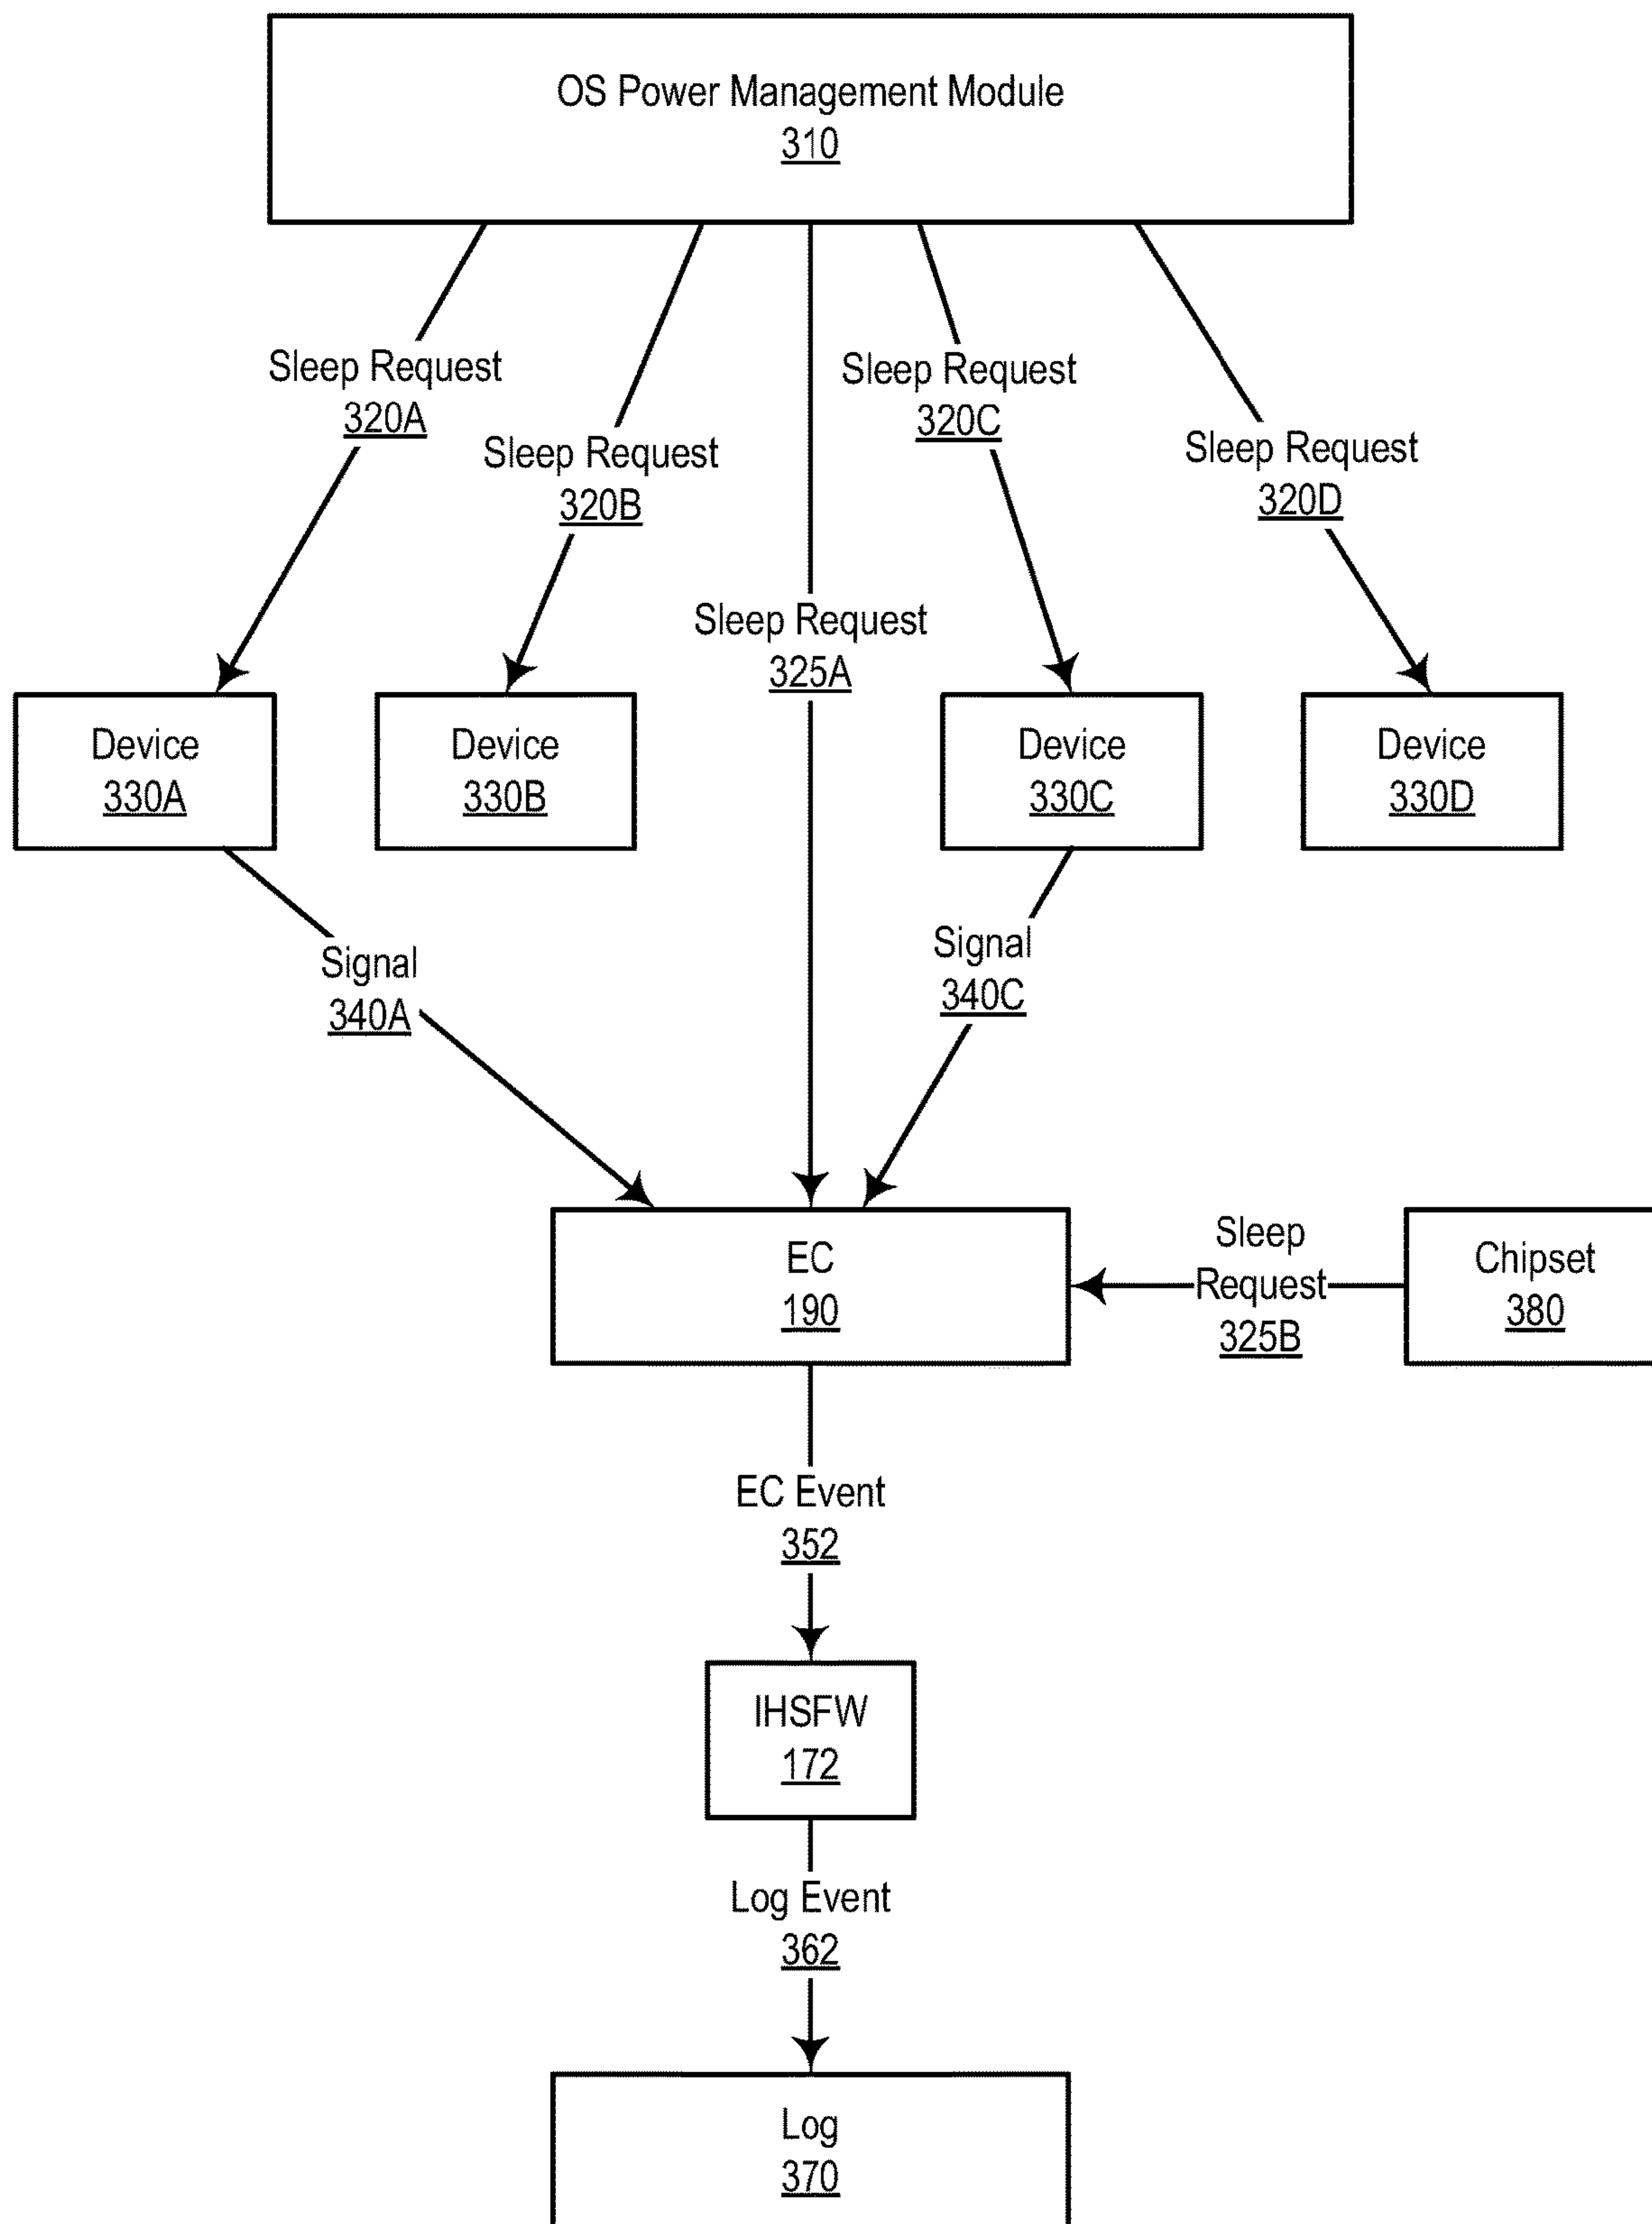 OS Power Management Module
310
Sleep Request
320A
Sleep Request
320B
Sleep Request
325A
Sleep Request
320C
Sleep Request
320D
Device
330A
Device
330B
Device
330C
Device
330D
Signal
340A
Signal
340C
EC
190
Sleep
Request
325B
Chipset
380
EC Event
352
IHSFW
172
Log Event
362
Log
370